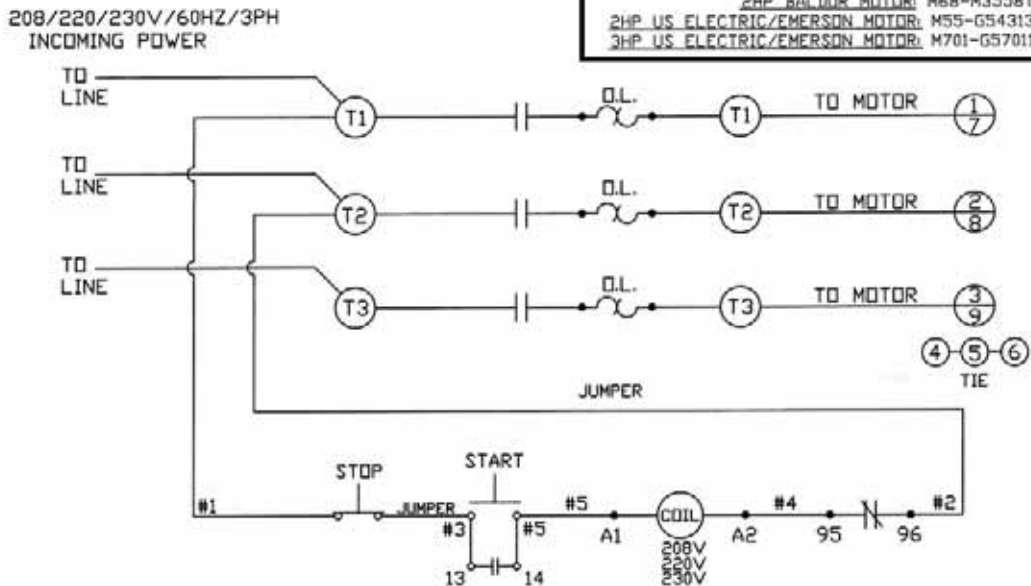 208/220/230V/60HZ/3PH
INCOMING POWER
2HP BALDOR MOTOR: M68-M35581
2HP US ELECTRIC/EMERSON MOTOR: M55-G54313
3HP US ELECTRIC/EMERSON MOTOR: M701-G57011
TO
LINE
T1
O.L.
T1
TO MOTOR
1
7
TO
LINE
T2
O.L.
T2
TO MOTOR
2
8
TO
LINE
T3
O.L.
T3
TO MOTOR
3
9
4 5 6
TIE
JUMPER
STOP
START
#1
JUMPER
#3
#5
#5
A1
COIL
208V
220V
230V
A2
#4
95
96
#2
13
14